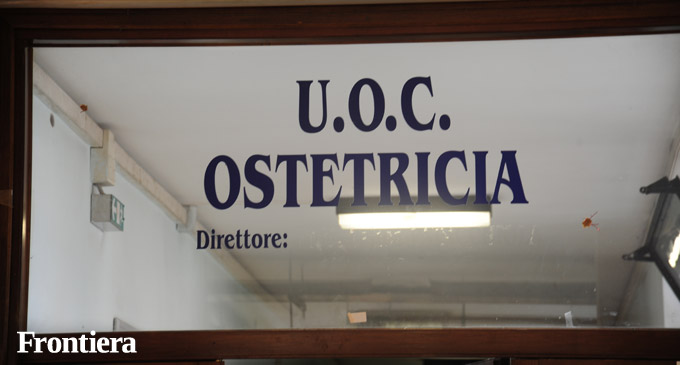 U.O.C.
OSTETRICIA
Direttore:
Frontiera